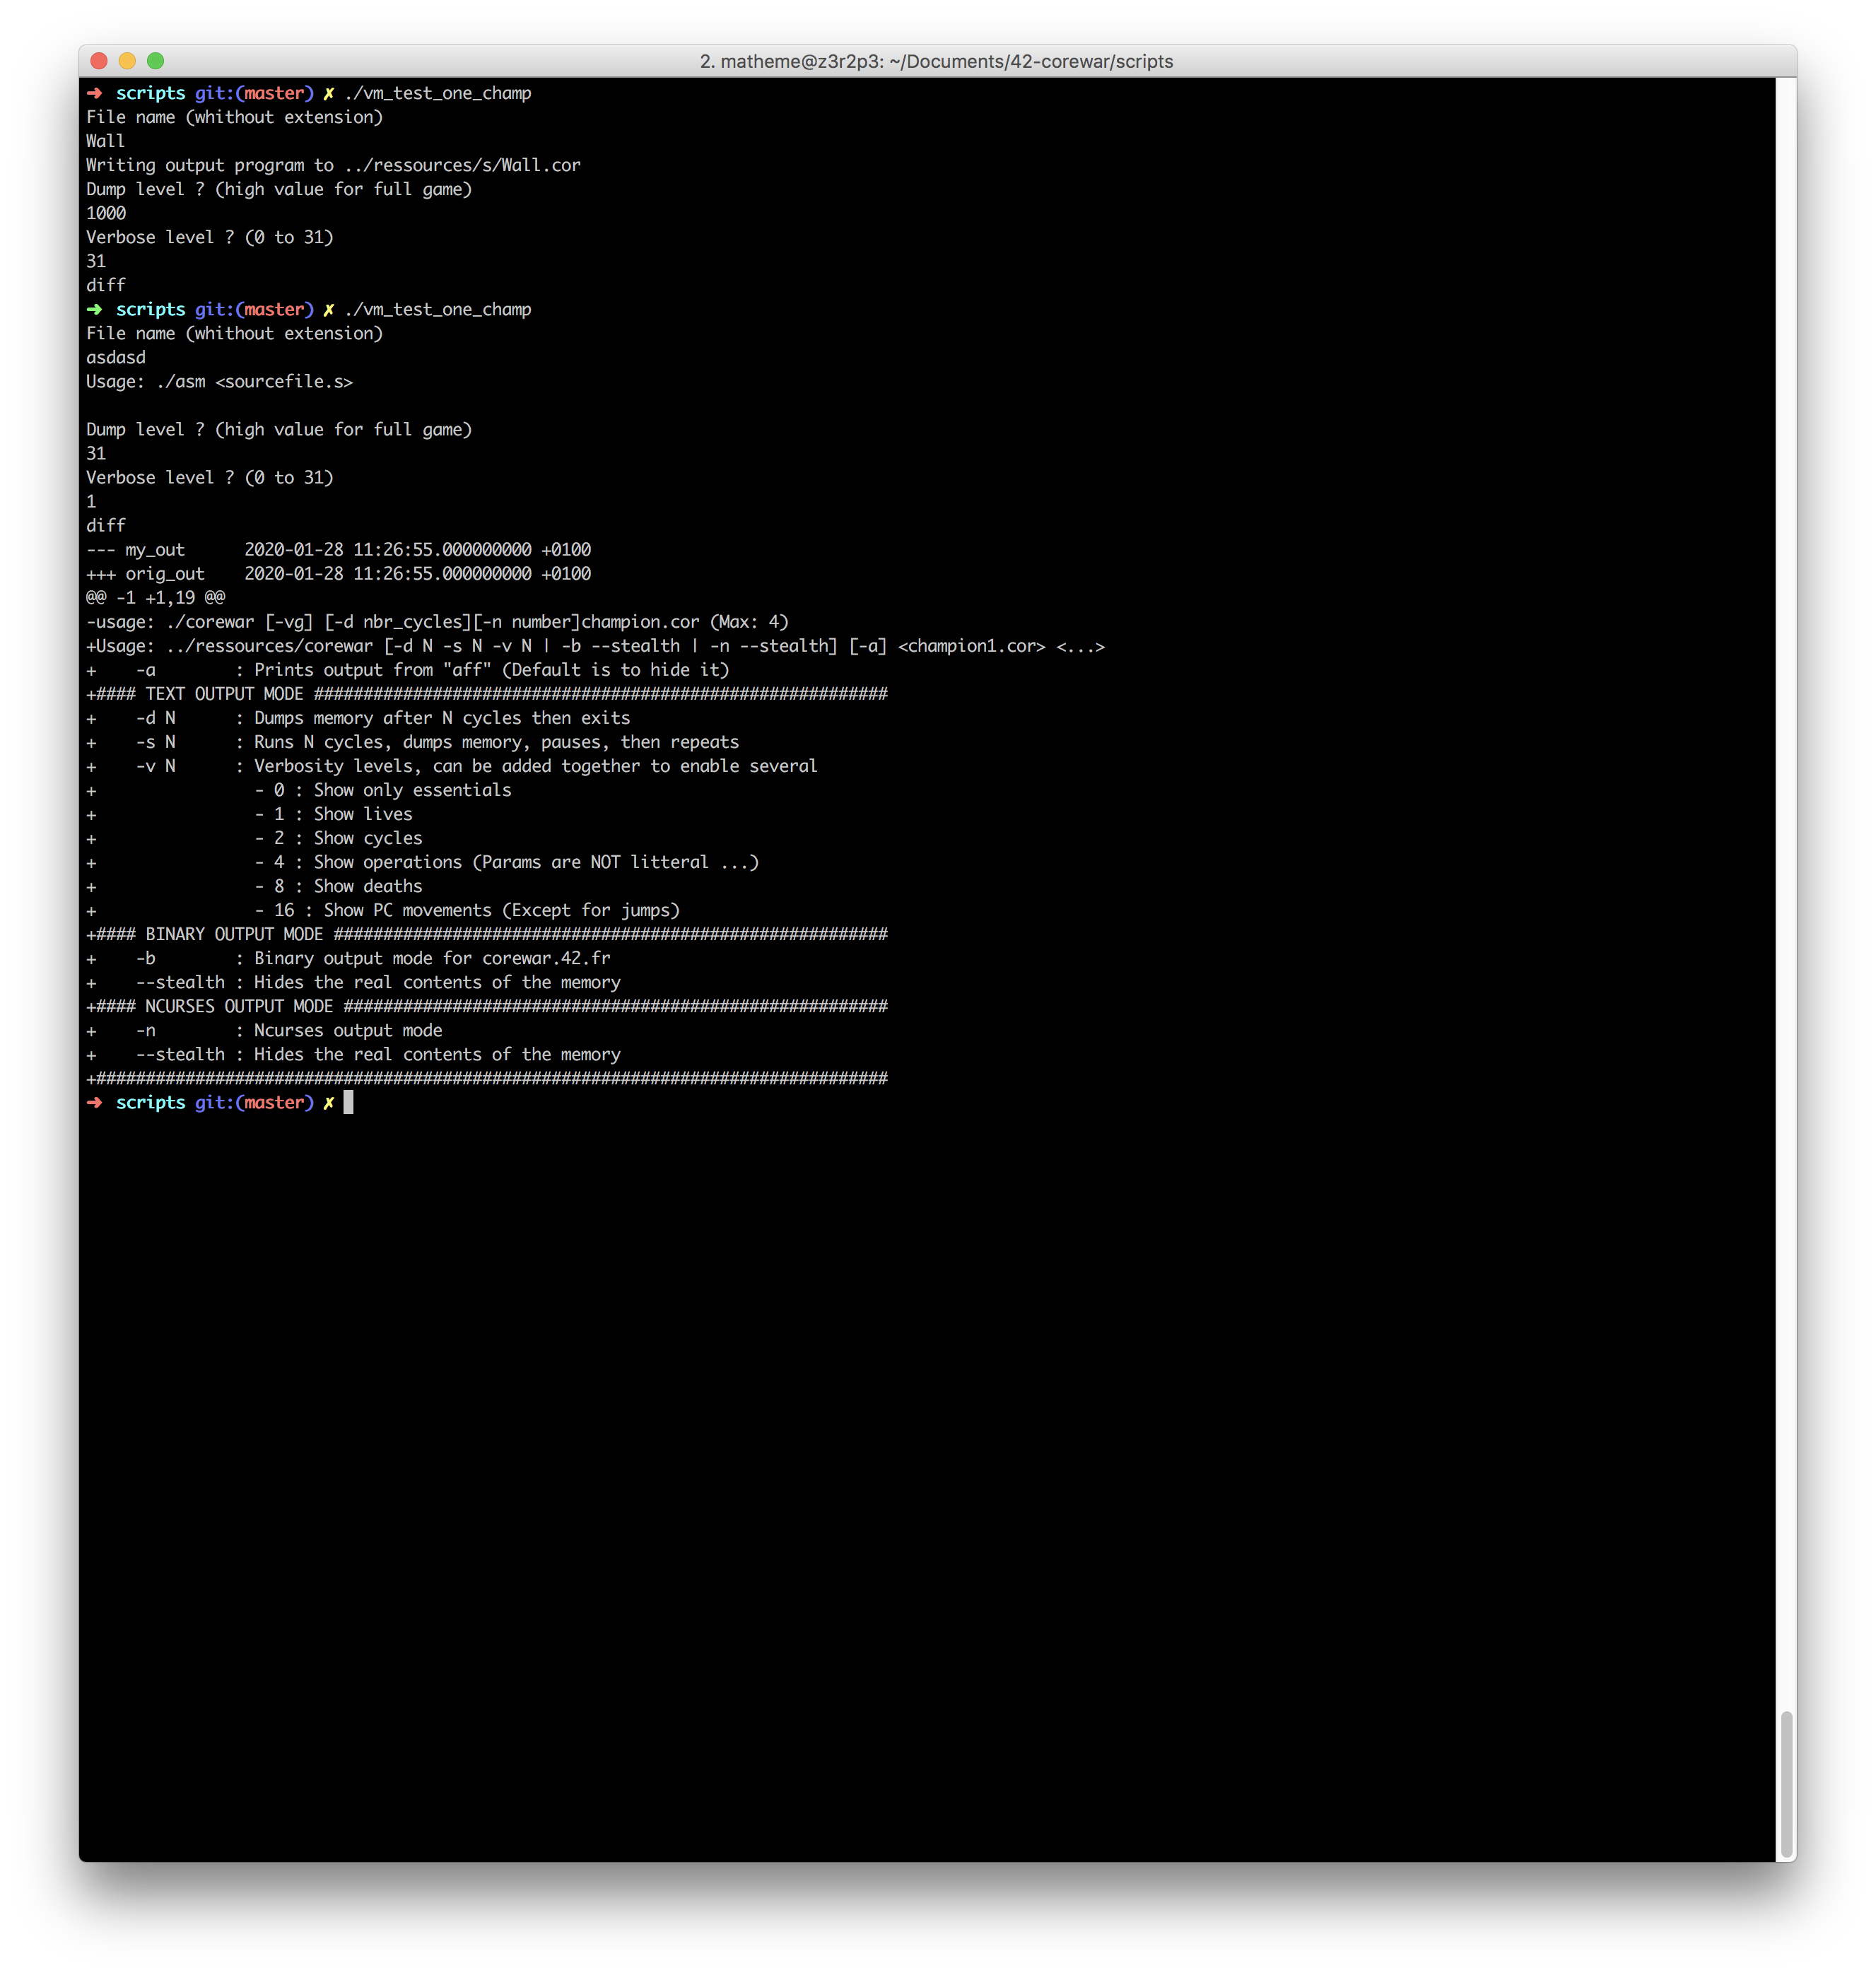 2. matheme@z3r2p3: ~/Documents/42-corewar/scripts
➜  scripts git:(master) ✗ ./vm_test_one_champ
File name (whithout extension)
Wall
Writing output program to ../ressources/s/Wall.cor
Dump level ? (high value for full game)
1000
Verbose level ? (0 to 31)
31
diff
➜  scripts git:(master) ✗ ./vm_test_one_champ
File name (whithout extension)
asdasd
Usage: ./asm <sourcefile.s>
Dump level ? (high value for full game)
31
Verbose level ? (0 to 31)
1
diff
--- my_out      2020-01-28 11:26:55.000000000 +0100
+++ orig_out    2020-01-28 11:26:55.000000000 +0100
@@ -1 +1,19 @@
-usage: ./corewar [-vg] [-d nbr_cycles][-n number]champion.cor (Max: 4)
+Usage: ../ressources/corewar [-d N -s N -v N | -b --stealth | -n --stealth] [-a] <champion1.cor> <...>
+    -a        : Prints output from "aff" (Default is to hide it)
+#### TEXT OUTPUT MODE ##########################################################
+    -d N      : Dumps memory after N cycles then exits
+    -s N      : Runs N cycles, dumps memory, pauses, then repeats
+    -v N      : Verbosity levels, can be added together to enable several
+                - 0 : Show only essentials
+                - 1 : Show lives
+                - 2 : Show cycles
+                - 4 : Show operations (Params are NOT litteral ...)
+                - 8 : Show deaths
+                - 16 : Show PC movements (Except for jumps)
+#### BINARY OUTPUT MODE ########################################################
+    -b        : Binary output mode for corewar.42.fr
+    --stealth : Hides the real contents of the memory
+#### NCURSES OUTPUT MODE #######################################################
+    -n        : Ncurses output mode
+    --stealth : Hides the real contents of the memory
+################################################################################
➜  scripts git:(master) ✗